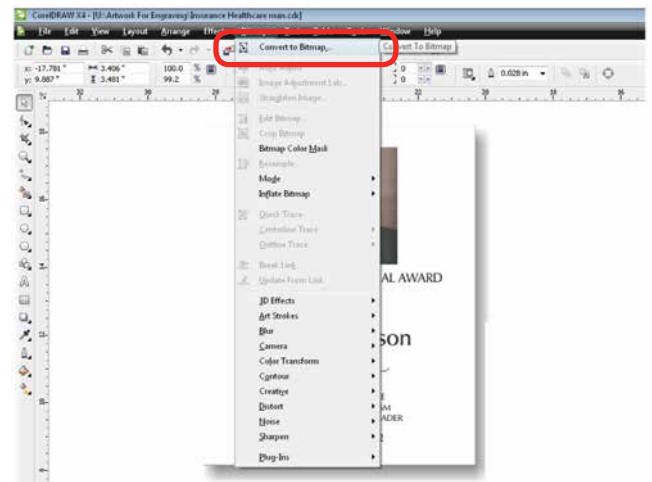 CorelDRAW X4 - [U:\Artwork For Engraving\Insurance Healthcare main.cdr]
File Edit View Layout Arrange Effects Window Help
Convert to Bitmap...
Convert To Bitmap
x: -17.781 " 3.406 " 100.0 %
y: 9.887 " 3.481 " 99.2 %
0.028 in
Image Adjustment Lab...
Straighten Image...
Edit Bitmap...
Crop Bitmap
Bitmap Color Mask
Resample...
Mode
Inflate Bitmap
Quick Trace
Centerline Trace
Outline Trace
Break Link
Update From Link
AL AWARD
3D Effects
Art Strokes
Blur
son
Camera
Color Transform
Contour
Creative
Distort
Noise
ADER
Sharpen
Plug-Ins